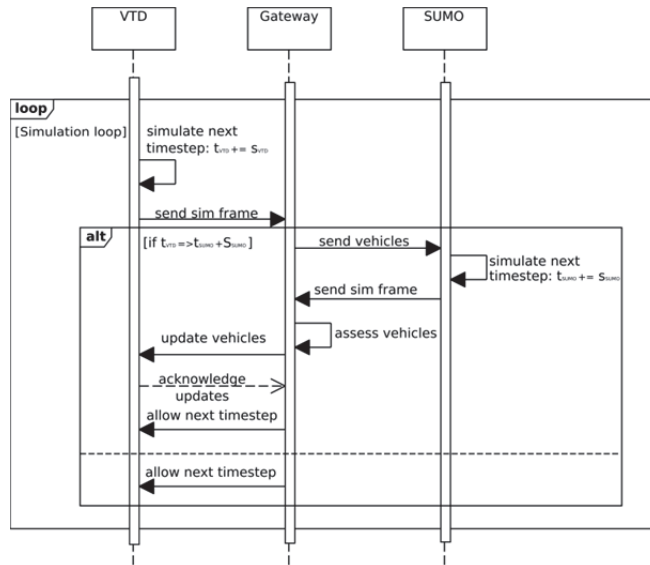 VTD
Gateway
SUMO
loop
[Simulation loop]
simulate next
timestep: tVTD += sVTD
send sim frame
alt
[if tVTD =>tSUMO+SSUMO]
send vehicles
simulate next
timestep: tSUMO += sSUMO
send sim frame
assess vehicles
update vehicles
acknowledge
updates
allow next timestep
allow next timestep